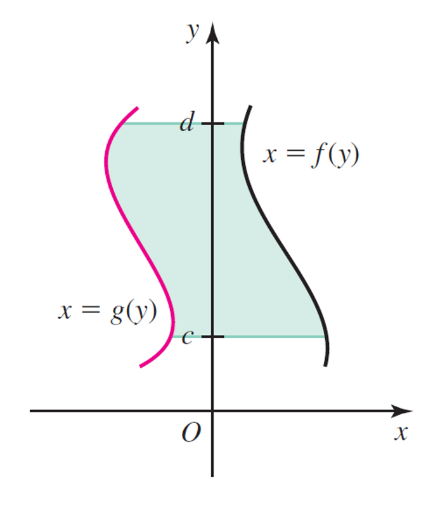 y
d
x = f(y)
x = g(y)
c
O
x